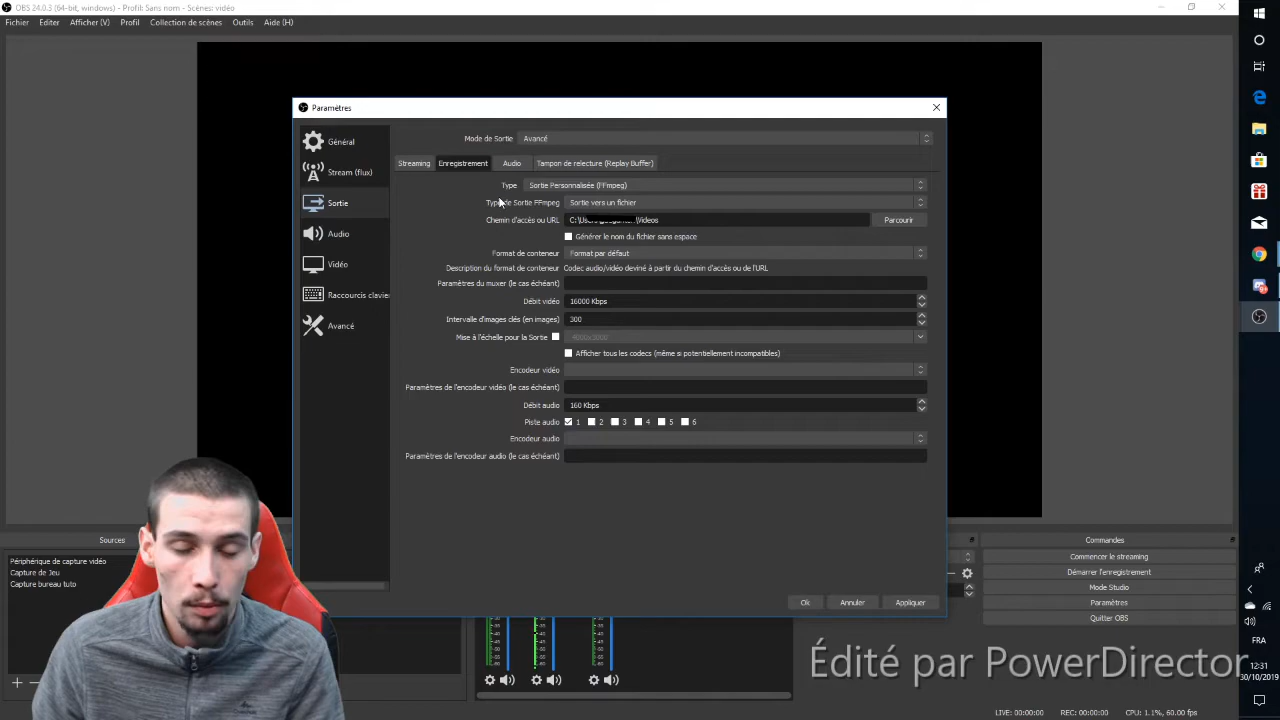 OBS 24.0.3 (64-bit, windows) - Profil: Sans nom - Scènes: vidéo
Fichier Éditer Afficher (V) Profil Collection de scènes Outils Aide (H)
Paramètres
Général
Stream (flux)
Sortie
Audio
Vidéo
Raccourcis clavier
Avancé
Mode de Sortie Avancé
Streaming Enregistrement Audio Tampon de relecture (Replay Buffer)
Type Sortie Personnalisée (FFmpeg)
Type de Sortie FFmpeg Sortie vers un fichier
Chemin d'accès ou URL \Videos Parcourir
Générer le nom du fichier sans espace
Format de conteneur Format par défaut
Description du format de conteneur Codec audio/vidéo deviné à partir du chemin d'accès ou de l'URL
Paramètres du muxer (le cas échéant)
Débit vidéo 16000 Kbps
Intervalle d'images clés (en images) 300
Mise à l'échelle pour la Sortie
Afficher tous les codecs (même si potentiellement incompatibles)
Encodeur vidéo
Paramètres de l'encodeur vidéo (le cas échéant)
Débit audio 160 Kbps
Piste audio 1 2 3 4 5 6
Encodeur audio
Paramètres de l'encodeur audio (le cas échéant)
Ok Annuler Appliquer
Sources
Périphérique de capture vidéo
Capture de Jeu
Capture bureau tuto
Commandes
Commencer le streaming
Démarrer l'enregistrement
Mode Studio
Paramètres
Quitter OBS
Édité par PowerDirector
LIVE: 00:00:00 REC: 00:00:00 CPU: 1.1%, 60.00 fps
FRA
12:31
30/10/2019